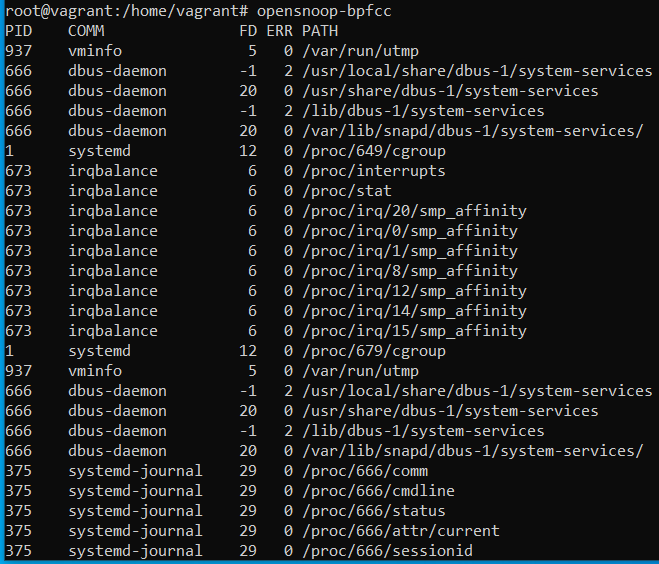 root@vagrant:/home/vagrant# opensnoop-bpfcc
PID    COMM               FD ERR PATH
937    vminfo              5   0 /var/run/utmp
666    dbus-daemon        -1   2 /usr/local/share/dbus-1/system-services
666    dbus-daemon        20   0 /usr/share/dbus-1/system-services
666    dbus-daemon        -1   2 /lib/dbus-1/system-services
666    dbus-daemon        20   0 /var/lib/snapd/dbus-1/system-services/
1      systemd            12   0 /proc/649/cgroup
673    irqbalance          6   0 /proc/interrupts
673    irqbalance          6   0 /proc/stat
673    irqbalance          6   0 /proc/irq/20/smp_affinity
673    irqbalance          6   0 /proc/irq/0/smp_affinity
673    irqbalance          6   0 /proc/irq/1/smp_affinity
673    irqbalance          6   0 /proc/irq/8/smp_affinity
673    irqbalance          6   0 /proc/irq/12/smp_affinity
673    irqbalance          6   0 /proc/irq/14/smp_affinity
673    irqbalance          6   0 /proc/irq/15/smp_affinity
1      systemd            12   0 /proc/679/cgroup
937    vminfo              5   0 /var/run/utmp
666    dbus-daemon        -1   2 /usr/local/share/dbus-1/system-services
666    dbus-daemon        20   0 /usr/share/dbus-1/system-services
666    dbus-daemon        -1   2 /lib/dbus-1/system-services
666    dbus-daemon        20   0 /var/lib/snapd/dbus-1/system-services/
375    systemd-journal    29   0 /proc/666/comm
375    systemd-journal    29   0 /proc/666/cmdline
375    systemd-journal    29   0 /proc/666/status
375    systemd-journal    29   0 /proc/666/attr/current
375    systemd-journal    29   0 /proc/666/sessionid